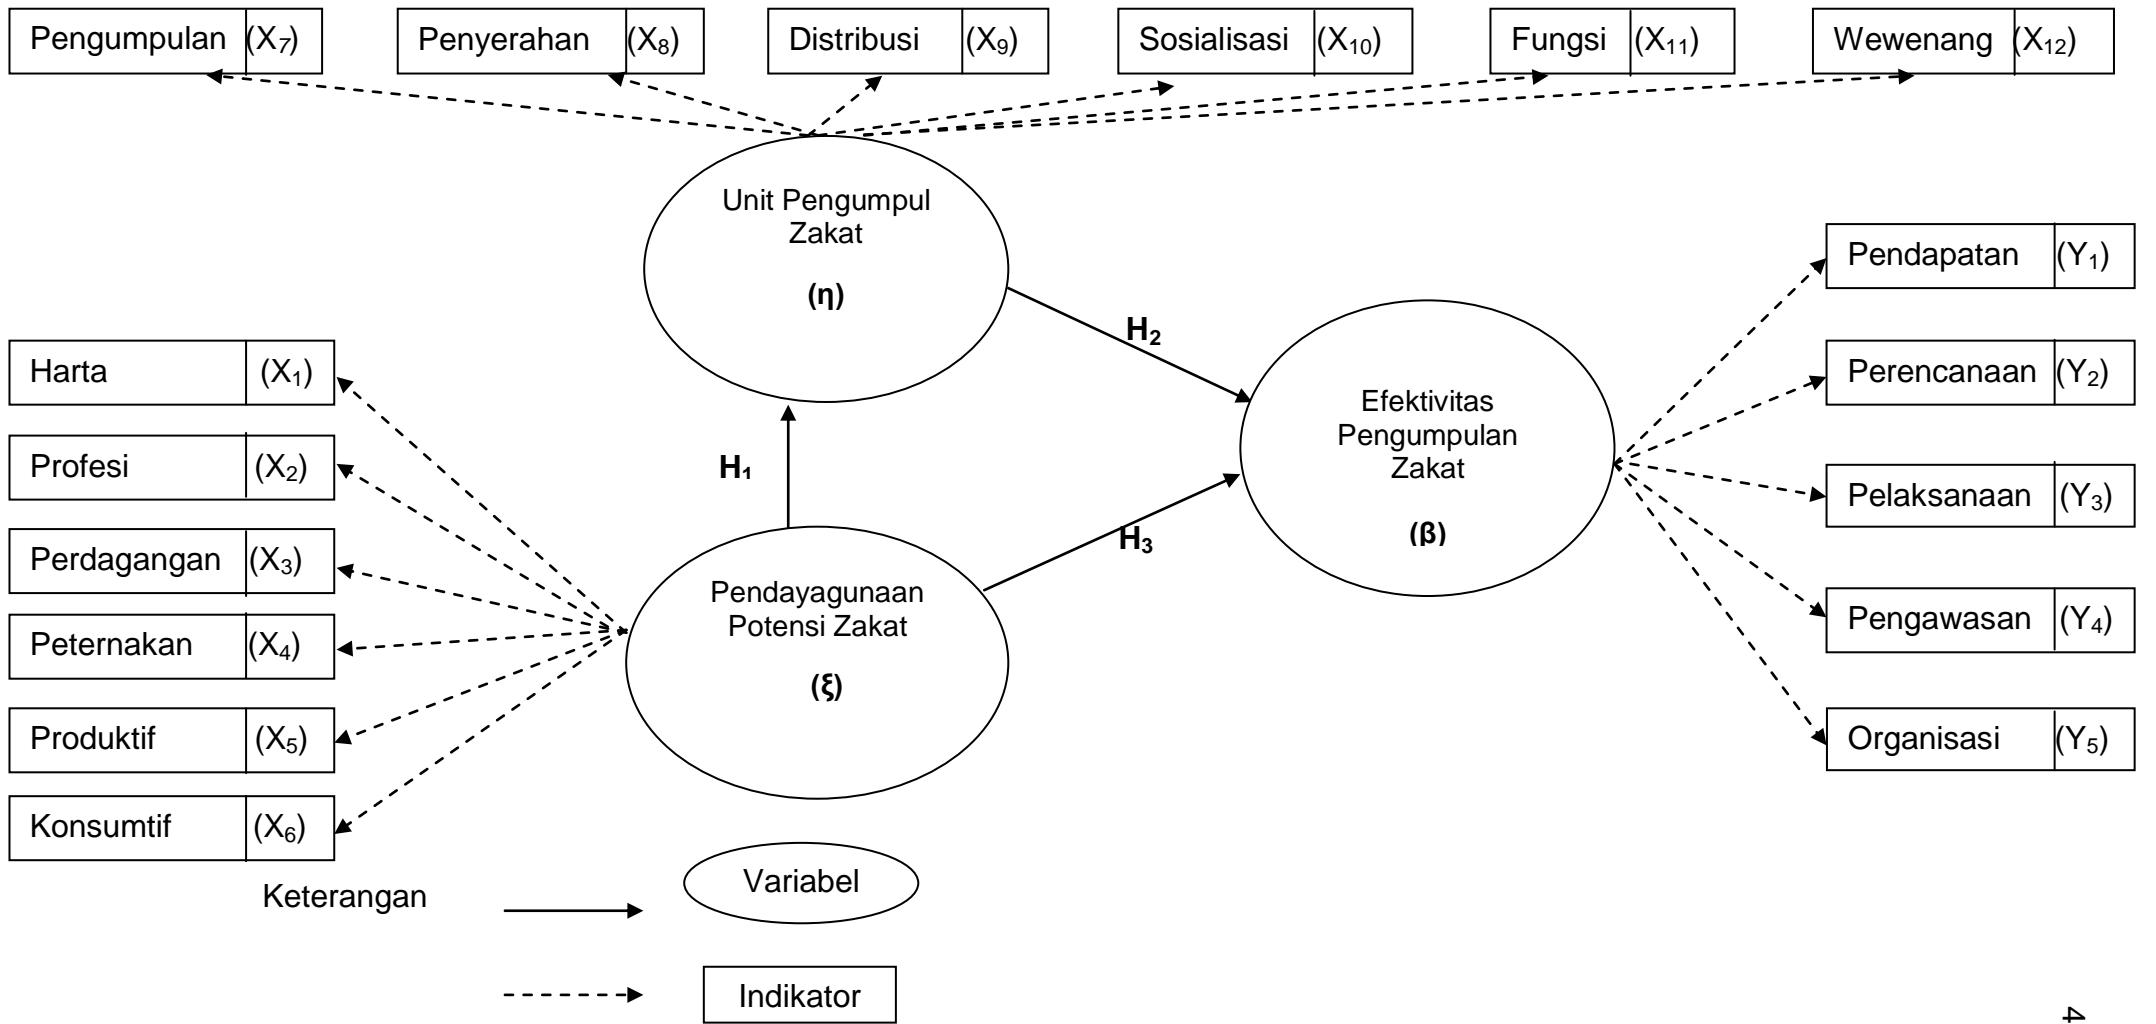 Pengumpulan (X₇)
Penyerahan (X₈)
Distribusi (X₉)
Sosialisasi (X₁₀)
Fungsi (X₁₁)
Wewenang (X₁₂)
Unit Pengumpul
Zakat
(η)
Pendapatan (Y₁)
Perencanaan (Y₂)
Pelaksanaan (Y₃)
Pengawasan (Y₄)
Organisasi (Y₅)
H₂
Efektivitas
Pengumpulan
Zakat
(β)
Harta (X₁)
Profesi (X₂)
Perdagangan (X₃)
Peternakan (X₄)
Produktif (X₅)
Konsumtif (X₆)
H₁
H₃
Pendayagunaan
Potensi Zakat
(ξ)
Keterangan
Variabel
Indikator
4